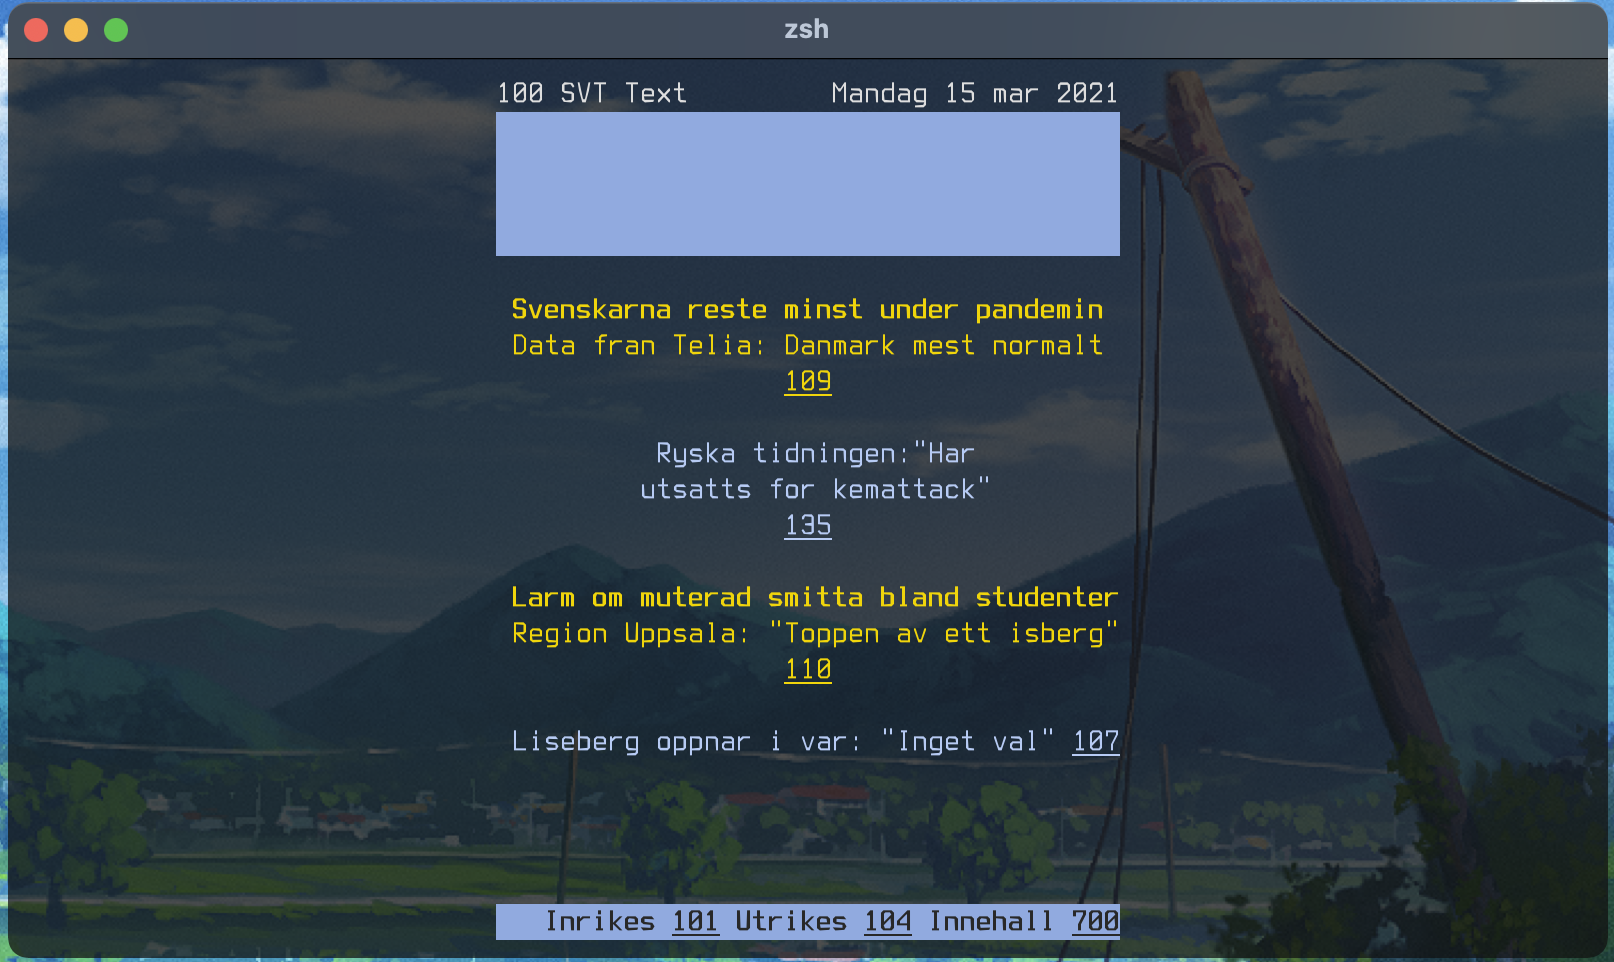 zsh
100 SVT Text Mandag 15 mar 2021
Svenskarna reste minst under pandemin
Data fran Telia: Danmark mest normalt
109
Ryska tidningen:"Har
utsatts for kemattack"
135
Larm om muterad smitta bland studenter
Region Uppsala: "Toppen av ett isberg"
110
Liseberg oppnar i var: "Inget val" 107
Inrikes 101 Utrikes 104 Innehall 700